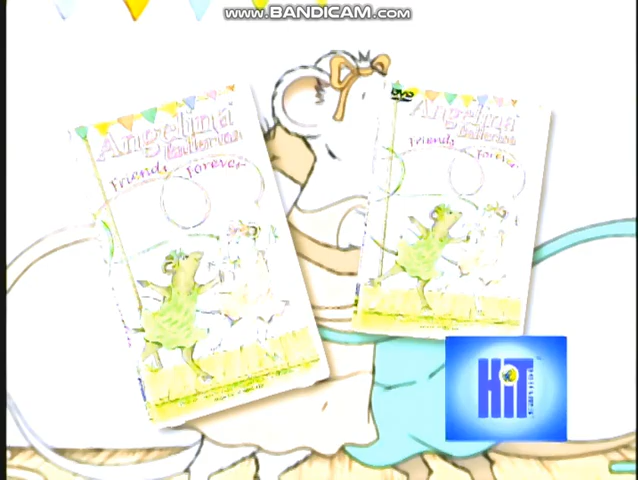 www.BANDICAM.com
Angelina
Ballerina
Friends Forever
DVD
Angelina
Ballerina
Friends Forever
HiT